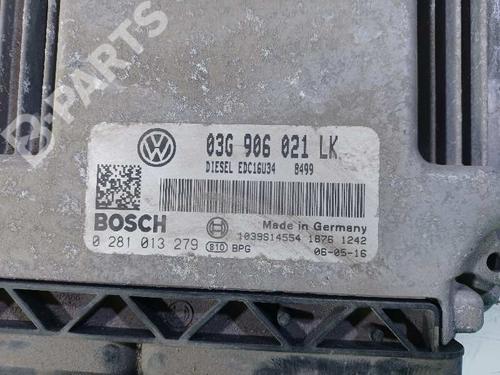 03G 906 021 LK
DIESEL EDC16U34 8499
BOSCH
Made in Germany
0 281 013 279 810 BPG
1039S14554 1876 1242
06-05-16